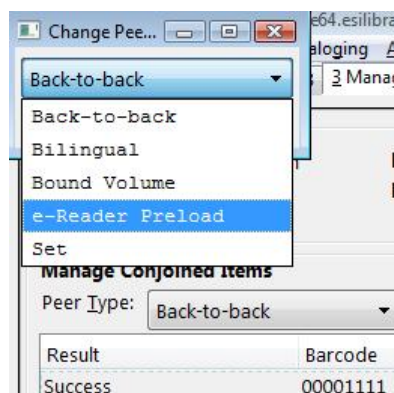 Change Pee...
e64.esilibra
aloging
Back-to-back
3 Mana
Back-to-back
Bilingual
Bound Volume
e-Reader Preload
Set
Manage Conjoined Items
Peer Type: Back-to-back
Result Barcode
Success 00001111